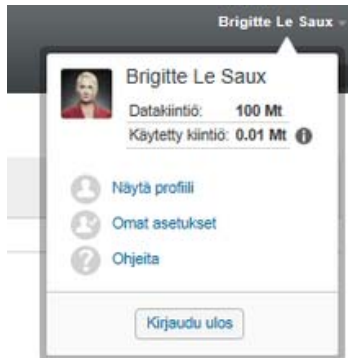 Brigitte Le Saux
Brigitte Le Saux
Datakiintiö: 100 Mt
Käytetty kiintiö: 0.01 Mt
Näytä profiili
Omat asetukset
Ohjeita
Kirjaudu ulos